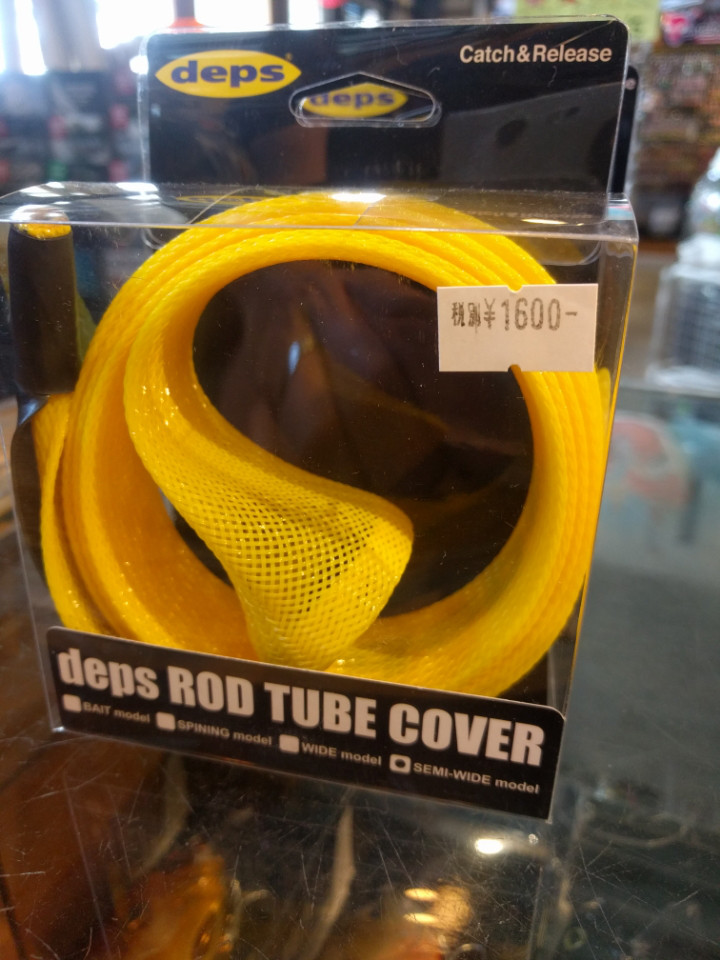 deps
Catch&Release
deps
税別¥1600-
deps ROD TUBE COVER
BAIT model SPINING model WIDE model SEMI-WIDE model